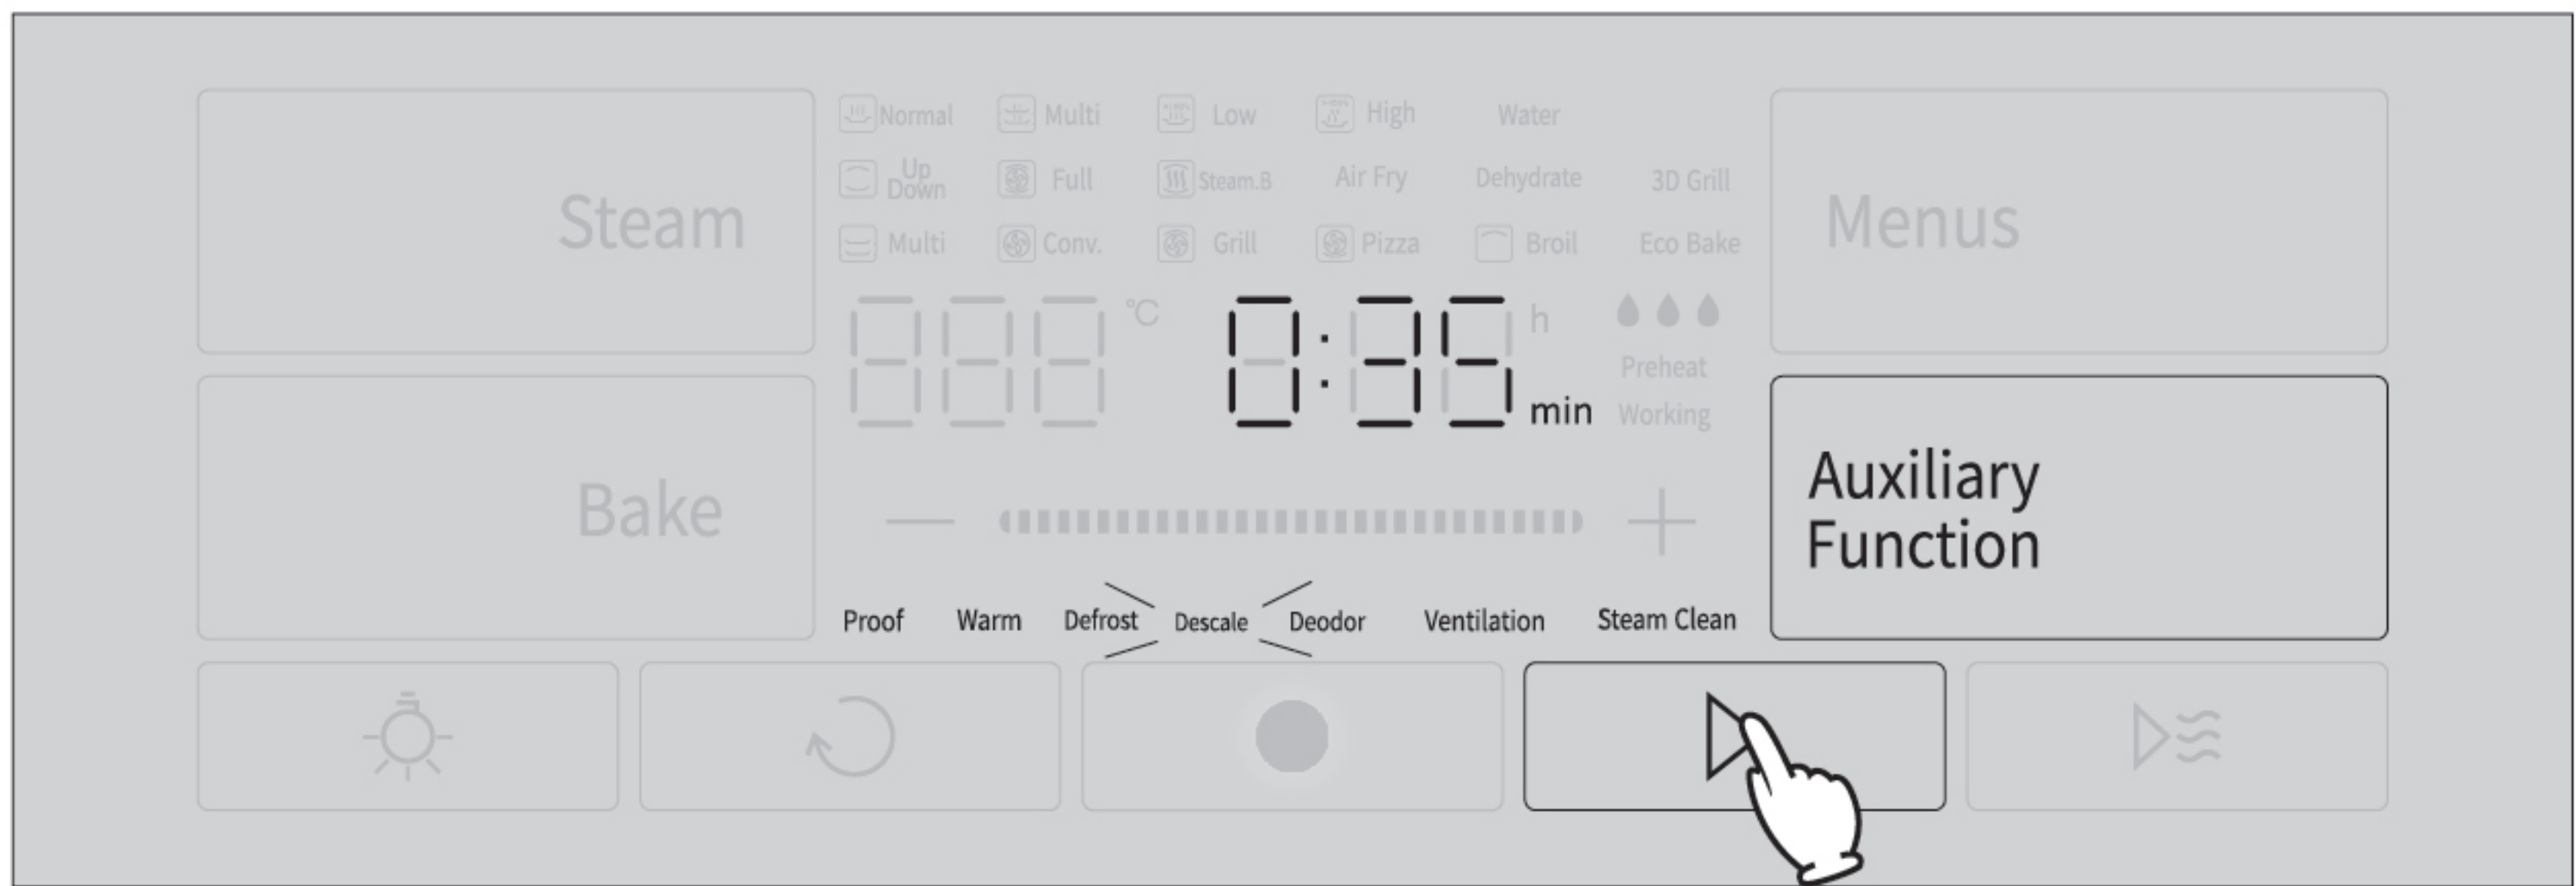 Steam
Bake
Normal Multi Low High Water
Up Down Full Steam.B Air Fry Dehydrate 3D Grill
Multi Conv. Grill Pizza Broil Eco Bake
888 °C 0:35 h min
Preheat
Working
Proof Warm Defrost Descale Deodor Ventilation Steam Clean
Menus
Auxiliary
Function